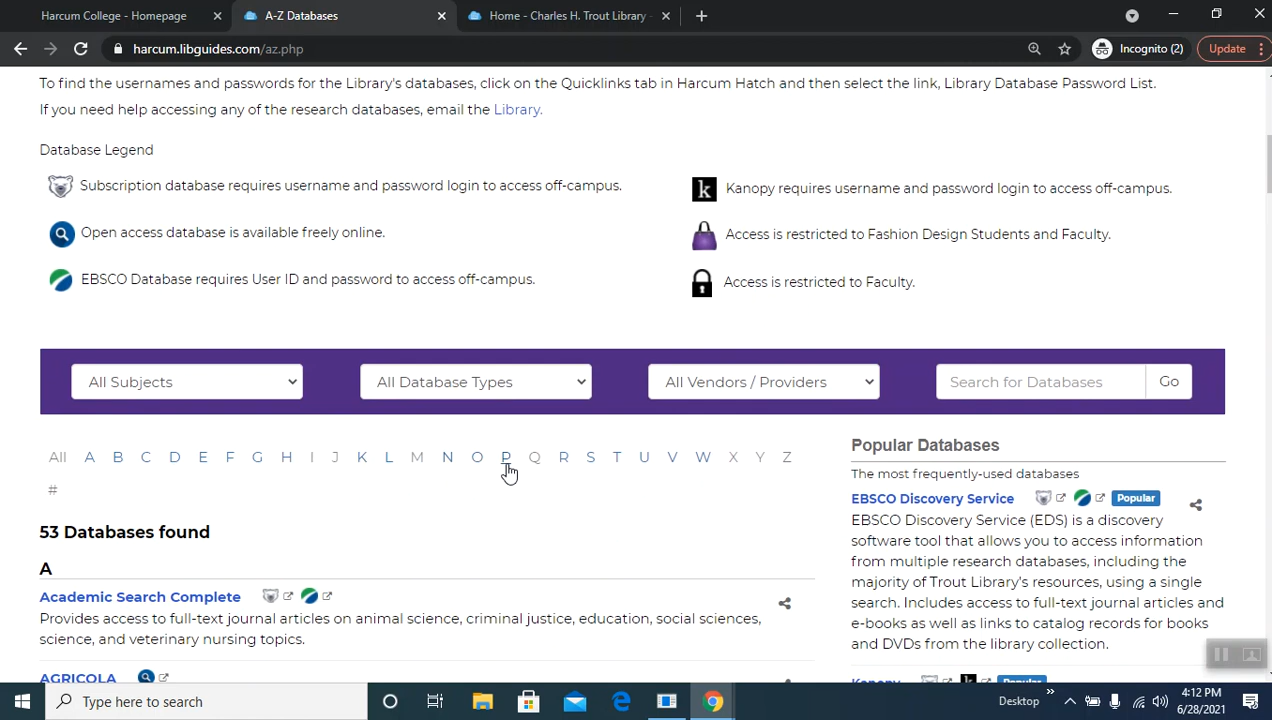 Harcum College - Homepage
A-Z Databases
Home - Charles H. Trout Library
harcum.libguides.com/az.php
Incognito (2)
Update
To find the usernames and passwords for the Library's databases, click on the Quicklinks tab in Harcum Hatch and then select the link, Library Database Password List.
If you need help accessing any of the research databases, email the Library.
Database Legend
Subscription database requires username and password login to access off-campus.
k Kanopy requires username and password login to access off-campus.
Open access database is available freely online.
Access is restricted to Fashion Design Students and Faculty.
EBSCO Database requires User ID and password to access off-campus.
Access is restricted to Faculty.
All Subjects
All Database Types
All Vendors / Providers
Search for Databases
Go
All A B C D E F G H I J K L M N O P Q R S T U V W X Y Z
#
53 Databases found
A
Academic Search Complete
Provides access to full-text journal articles on animal science, criminal justice, education, social sciences,
science, and veterinary nursing topics.
AGRICOLA
Popular Databases
The most frequently-used databases
EBSCO Discovery Service Popular
EBSCO Discovery Service (EDS) is a discovery
software tool that allows you to access information
from multiple research databases, including the
majority of Trout Library's resources, using a single
search. Includes access to full-text journal articles and
e-books as well as links to catalog records for books
and DVDs from the library collection.
Kanopy k Popular
Type here to search
Desktop
4:12 PM
6/28/2021